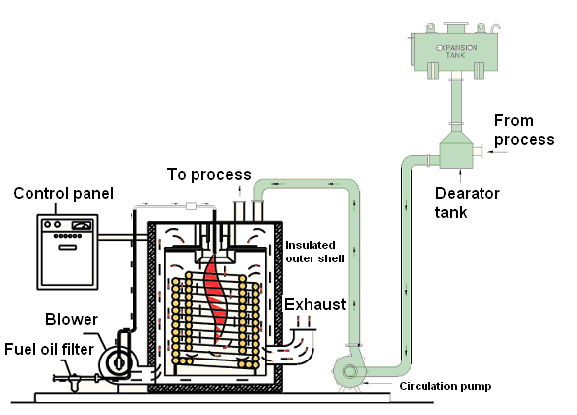 EXPANSION
TANK
From
process
To process
Dearator
tank
Control panel
Insulated
outer shell
Exhaust
Blower
Fuel oil filter
Circulation pump